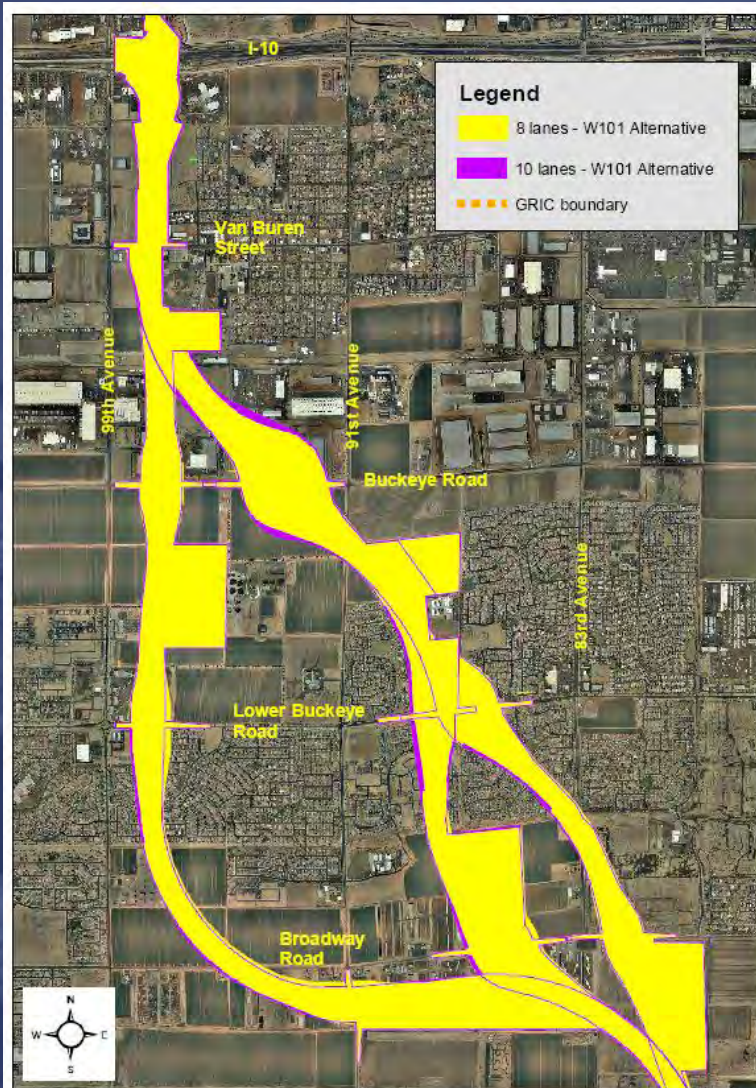 I-10
Legend
8 lanes - W101 Alternative
10 lanes - W101 Alternative
GRIC boundary
Van Buren
Street
99th Avenue
91st Avenue
Buckeye Road
83rd Avenue
Lower Buckeye
Road
Broadway
Road
N
W
E
S